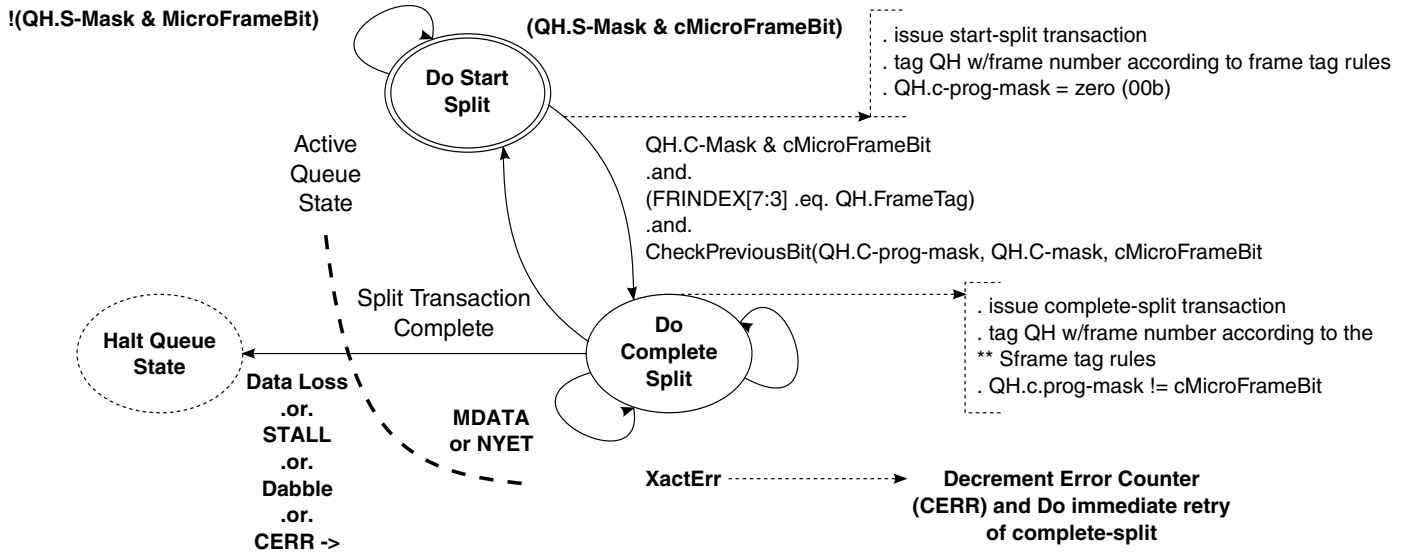 !(QH.S-Mask & MicroFrameBit)
(QH.S-Mask & cMicroFrameBit)
. issue start-split transaction
. tag QH w/frame number according to frame tag rules
. QH.c-prog-mask = zero (00b)
Do Start
Split
Active
Queue
State
QH.C-Mask & cMicroFrameBit
.and.
(FRINDEX[7:3] .eq. QH.FrameTag)
.and.
CheckPreviousBit(QH.C-prog-mask, QH.C-mask, cMicroFrameBit
Split Transaction
Complete
Halt Queue
State
Do
Complete
Split
. issue complete-split transaction
. tag QH w/frame number according to the
** Sframe tag rules
. QH.c.prog-mask != cMicroFrameBit
Data Loss
.or.
STALL
.or.
Dabble
.or.
CERR ->
MDATA
or NYET
XactErr
Decrement Error Counter
(CERR) and Do immediate retry
of complete-split